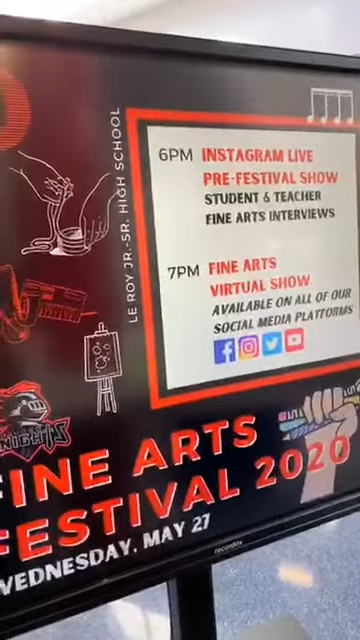 LE ROY JR.-SR. HIGH SCHOOL
6PM INSTAGRAM LIVE
PRE-FESTIVAL SHOW
STUDENT & TEACHER
FINE ARTS INTERVIEWS
7PM FINE ARTS
VIRTUAL SHOW
AVAILABLE ON ALL OF OUR
SOCIAL MEDIA PLATFORMS
KNIGHTS
FINE ARTS
FESTIVAL 2020
WEDNESDAY, MAY 27
recordex